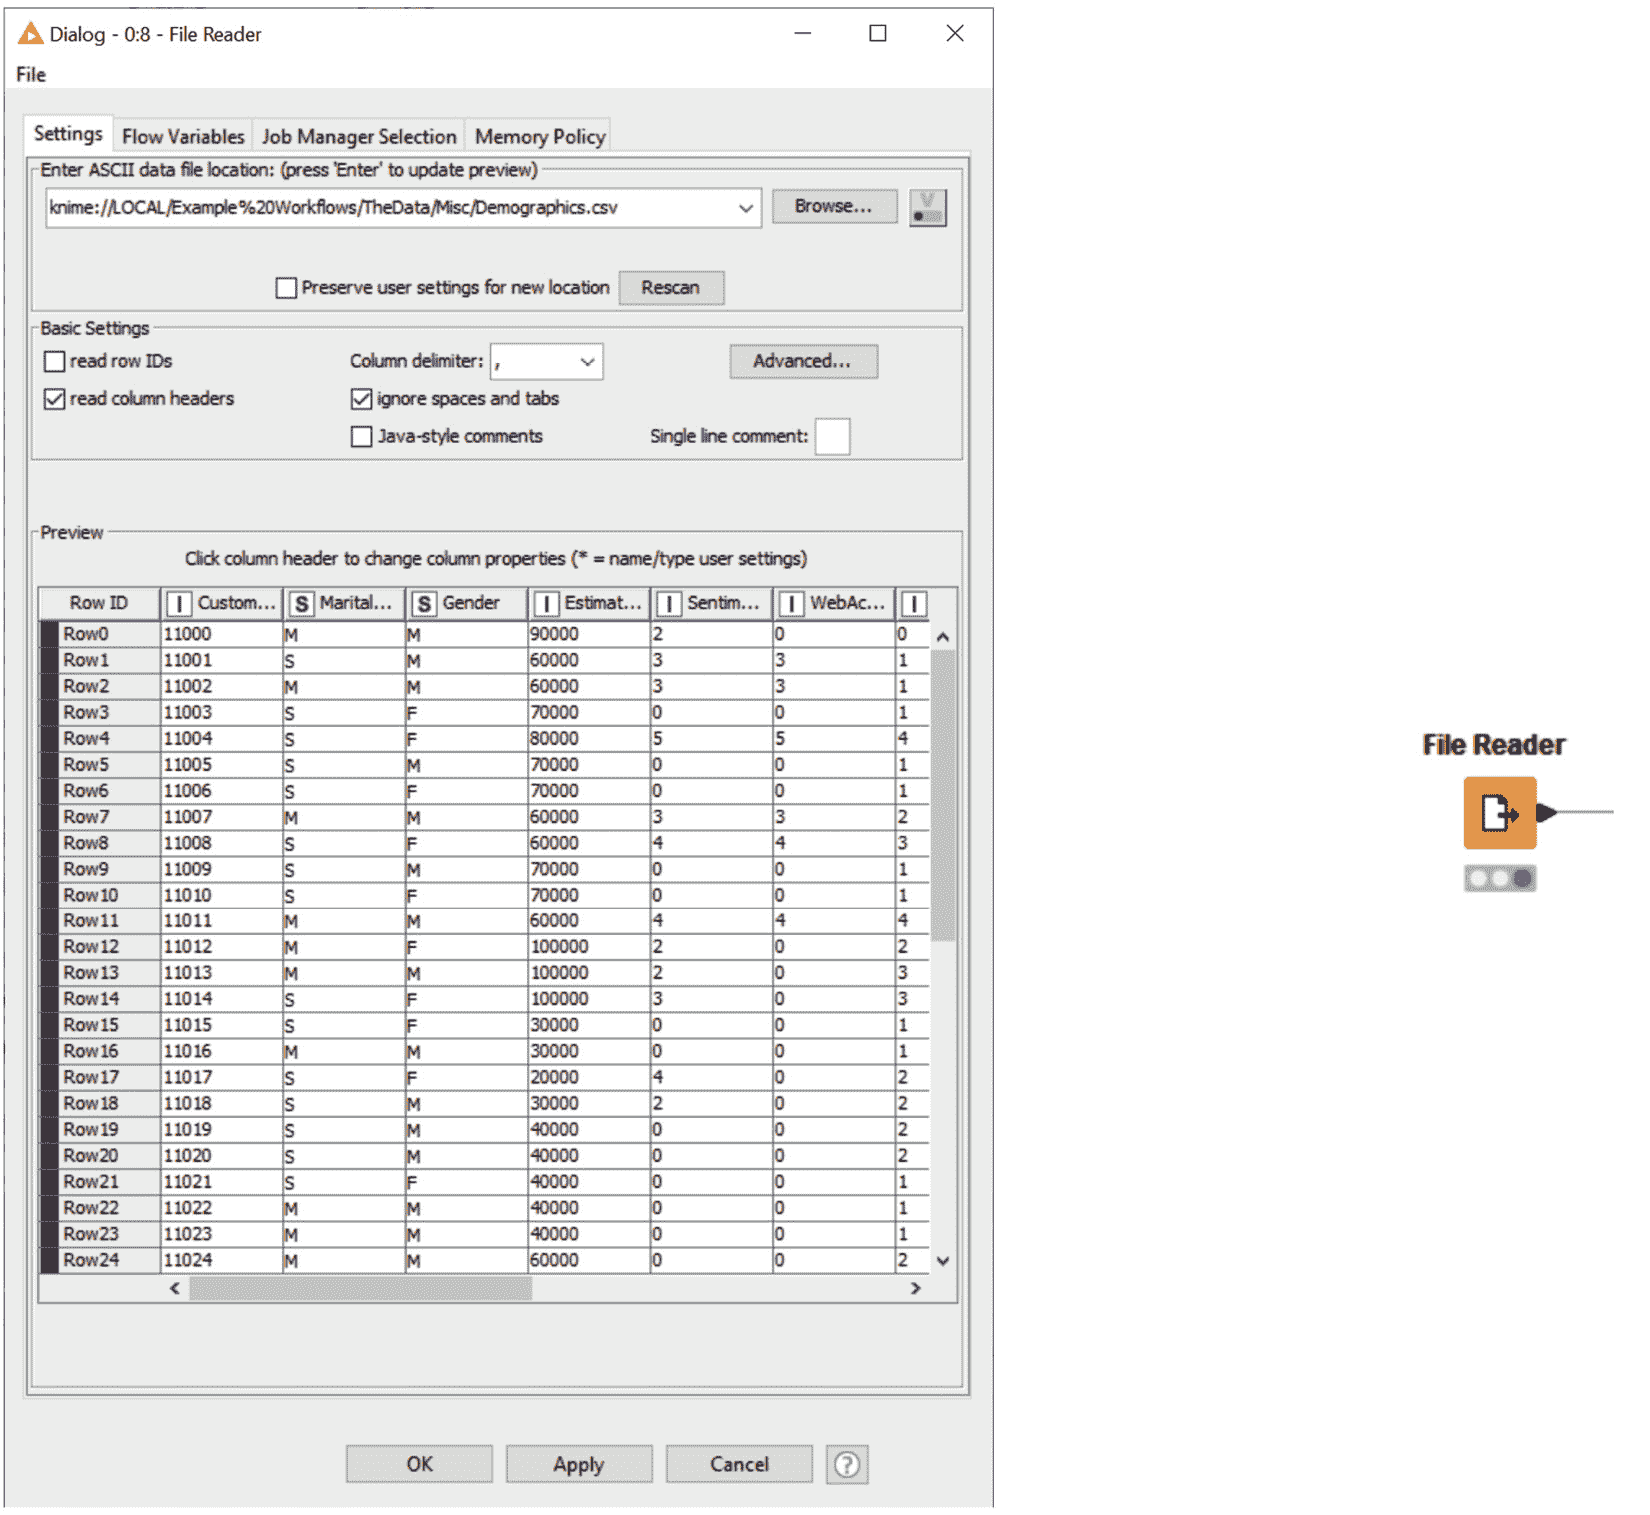 Dialog - 0:8 - File Reader
File
Settings Flow Variables Job Manager Selection Memory Policy
Enter ASCII data file location: (press 'Enter' to update preview)
knime://LOCAL/Example%20Workflows/TheData/Misc/Demographics.csv Browse... V
Preserve user settings for new location Rescan
Basic Settings
read row IDs Column delimiter: , Advanced...
read column headers ignore spaces and tabs
Java-style comments Single line comment:
Preview
Click column header to change column properties (* = name/type user settings)
Row ID I Custom... S Marital... S Gender I Estimat... I Sentim... I WebAc... I
Row0 11000 M M 90000 2 0 0
Row1 11001 S M 60000 3 3 1
Row2 11002 M M 60000 3 3 1
Row3 11003 S F 70000 0 0 1
Row4 11004 S F 80000 5 5 4
Row5 11005 S M 70000 0 0 1
Row6 11006 S F 70000 0 0 1
Row7 11007 M M 60000 3 3 2
Row8 11008 S F 60000 4 4 3
Row9 11009 S M 70000 0 0 1
Row10 11010 S F 70000 0 0 1
Row11 11011 M M 60000 4 4 4
Row12 11012 M F 100000 2 0 2
Row13 11013 M M 100000 2 0 3
Row14 11014 S F 100000 3 0 3
Row15 11015 S F 30000 0 0 1
Row16 11016 M M 30000 0 0 1
Row17 11017 S F 20000 4 0 2
Row18 11018 S M 30000 2 0 2
Row19 11019 S M 40000 0 0 2
Row20 11020 S M 40000 0 0 2
Row21 11021 S F 40000 0 0 1
Row22 11022 M M 40000 0 0 1
Row23 11023 M M 40000 0 0 1
Row24 11024 M M 60000 0 0 2
OK Apply Cancel ?
File Reader